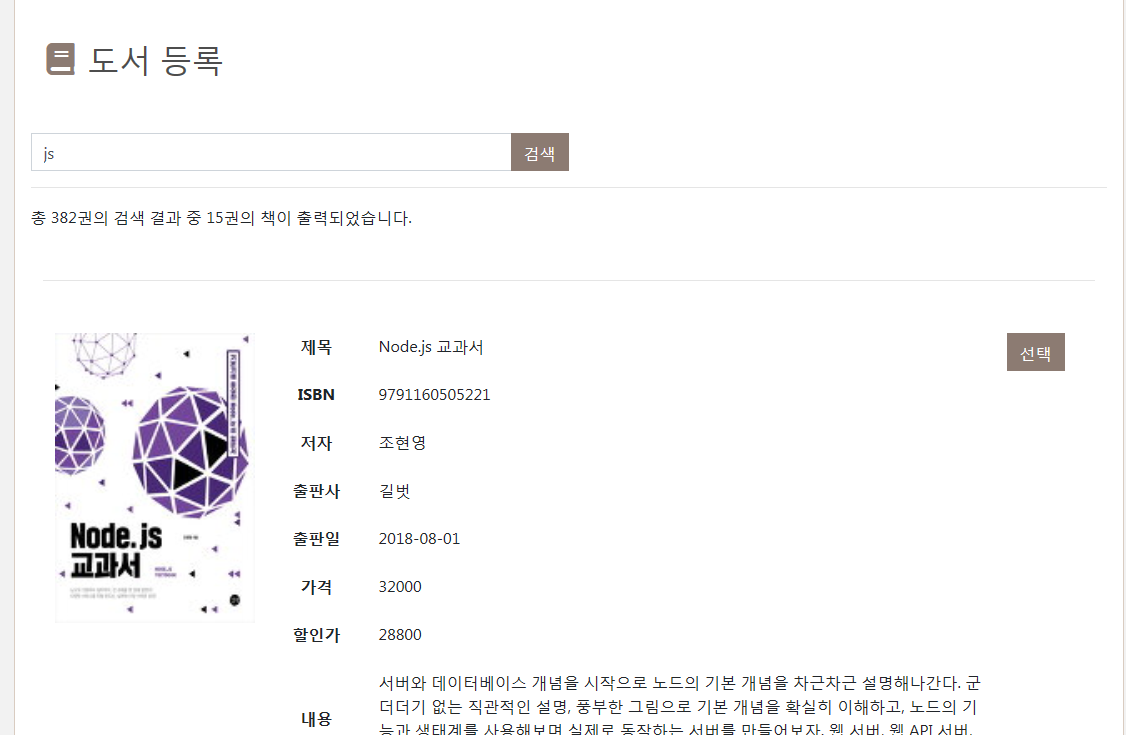 도서 등록
js
검색
총 382권의 검색 결과 중 15권의 책이 출력되었습니다.
Node.js
교과서
제목 Node.js 교과서
선택
ISBN 9791160505221
저자 조현영
출판사 길벗
출판일 2018-08-01
가격 32000
할인가 28800
내용
서버와 데이터베이스 개념을 시작으로 노드의 기본 개념을 차근차근 설명해나간다. 군
더더기 없는 직관적인 설명, 풍부한 그림으로 기본 개념을 확실히 이해하고, 노드의 기
능과 생태계를 사용해보며 실제로 동작하는 서버를 만들어보자. 웹 서버, 웹 API 서버,